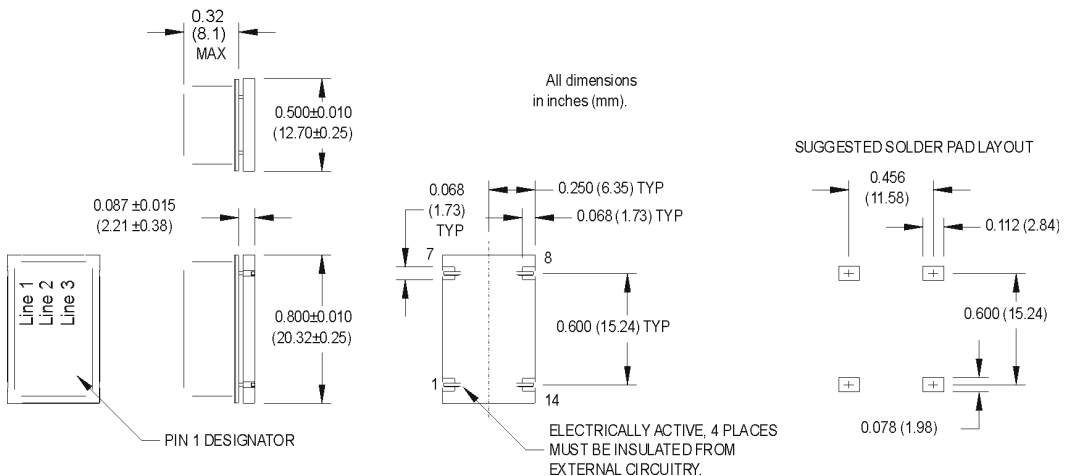 0.32
(8.1)
MAX
All dimensions
in inches (mm).
0.500±0.010
(12.70±0.25)
SUGGESTED SOLDER PAD LAYOUT
0.456
(11.58)
0.112 (2.84)
0.087 ±0.015
(2.21 ±0.38)
0.068
(1.73)
TYP
0.250 (6.35) TYP
0.068 (1.73) TYP
7
8
Line 1
Line 2
Line 3
0.800±0.010
(20.32±0.25)
0.600 (15.24) TYP
0.600 (15.24)
1
14
0.078 (1.98)
PIN 1 DESIGNATOR
ELECTRICALLY ACTIVE, 4 PLACES
MUST BE INSULATED FROM
EXTERNAL CIRCUITRY.